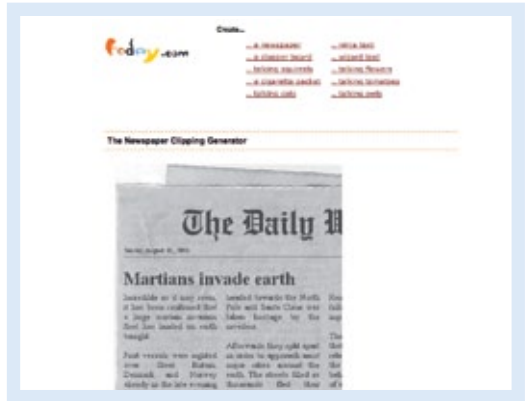 Create...
fodey.com
... a newspaper
... ninja text
... a clapper board
... wizard text
... talking squirrels
... talking flowers
... a cigarette packet
... talking tomatoes
... talking cats
... talking owls
The Newspaper Clipping Generator
The Daily W
Martians invade earth
Incredible as it may seem,
it has been confirmed that
a large martian invasion
fleet has landed on earth
tonight.
First vessels were sighted
over Great Britain,
Denmark and Norway
already in the late evening
headed towards the North
Pole and Santa Claus was
taken hostage by the
invaders.
Afterwards they split apart
in order to approach most
major cities around the
earth. The streets filled as
thousands fled their